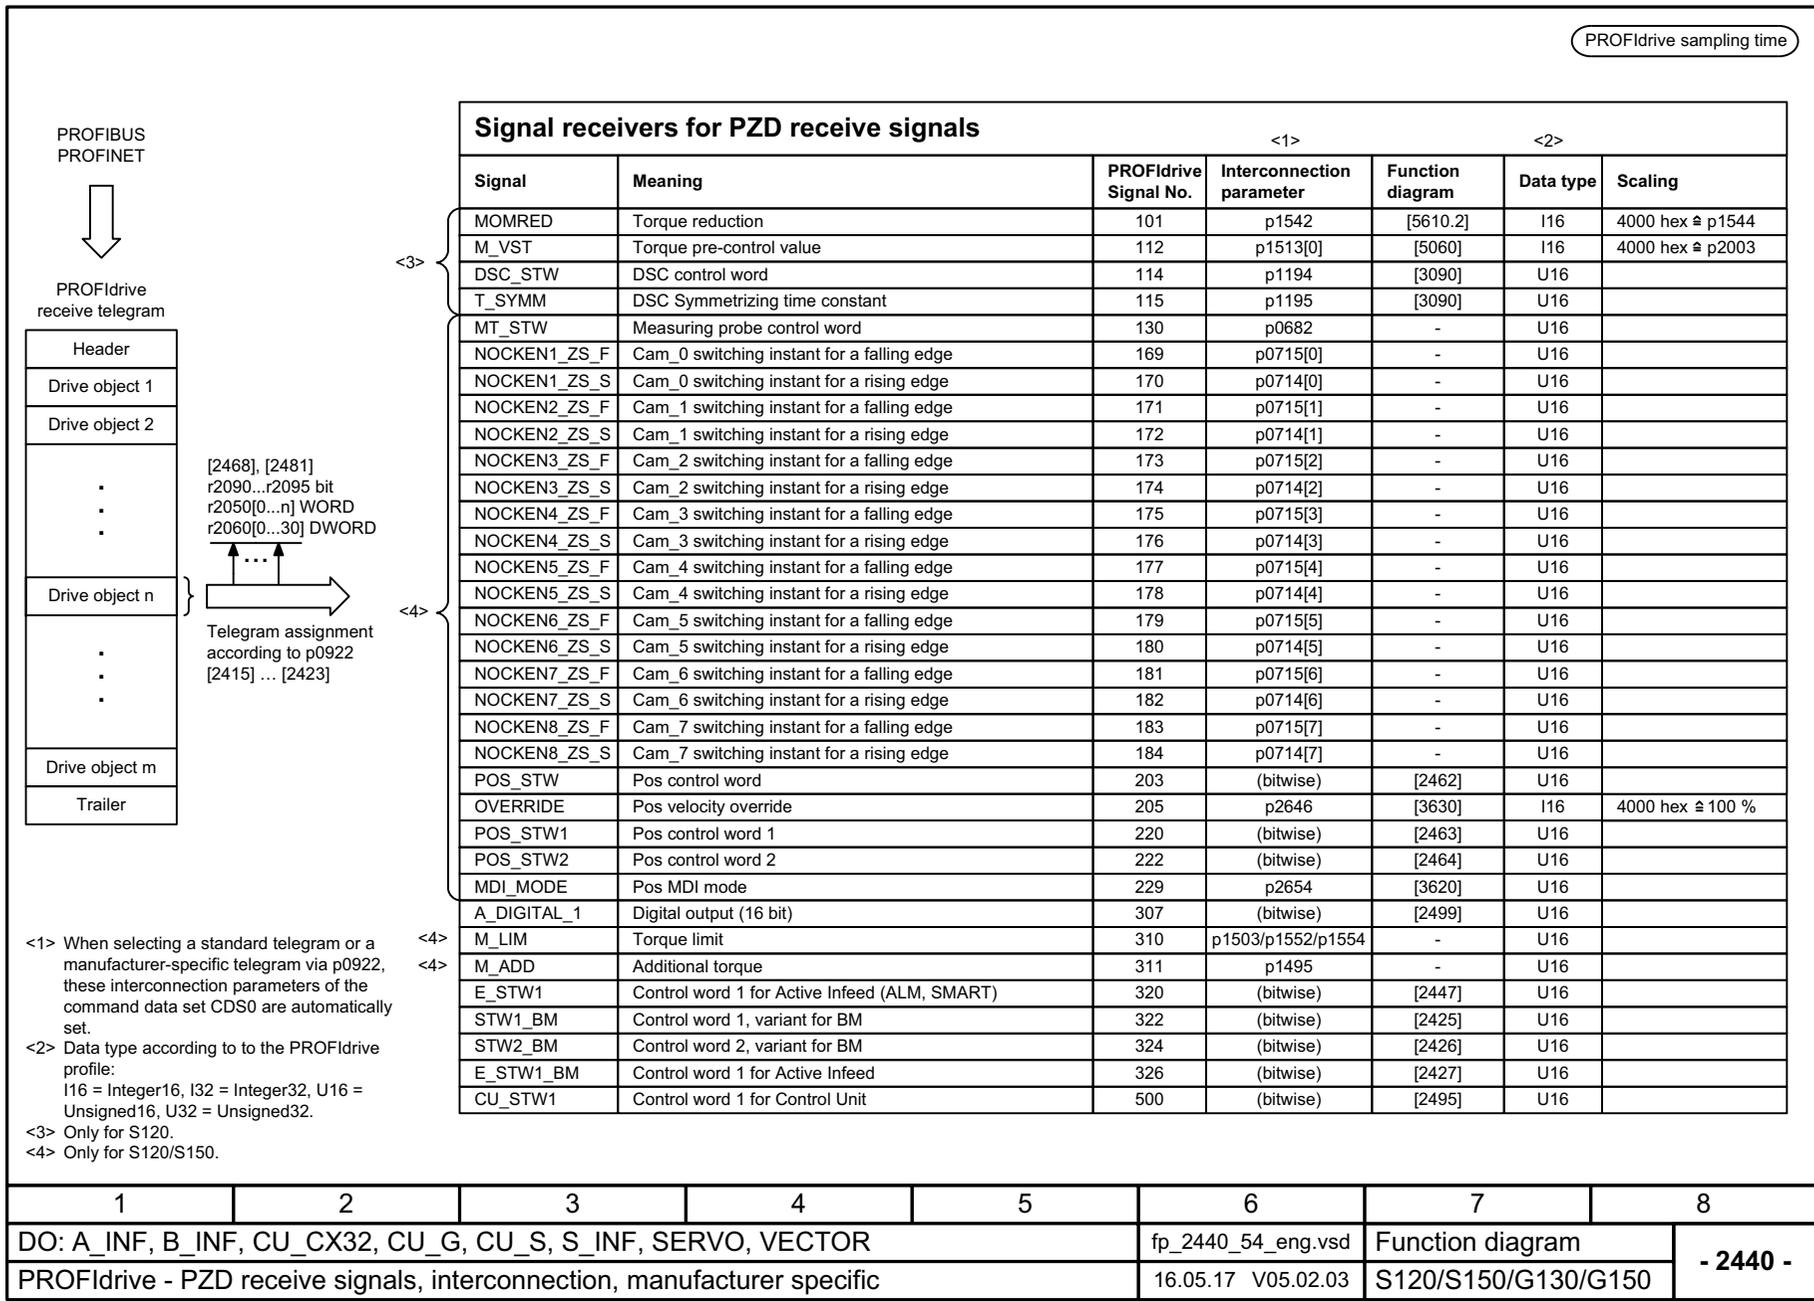 PROFIdrive sampling time
PROFIBUS
PROFINET
PROFIdrive
receive telegram
Header
Drive object 1
Drive object 2
.
.
.
Drive object n
.
.
.
Drive object m
Trailer
[2468], [2481]
r2090...r2095 bit
r2050[0...n] WORD
r2060[0...30] DWORD
...
Telegram assignment
according to p0922
[2415] … [2423]
Signal receivers for PZD receive signals <1> <2>
Signal Meaning PROFIdrive Signal No. Interconnection parameter Function diagram Data type Scaling
<3>
MOMRED Torque reduction 101 p1542 [5610.2] I16 4000 hex ≙ p1544
M_VST Torque pre-control value 112 p1513[0] [5060] I16 4000 hex ≙ p2003
DSC_STW DSC control word 114 p1194 [3090] U16
T_SYMM DSC Symmetrizing time constant 115 p1195 [3090] U16
<4>
MT_STW Measuring probe control word 130 p0682 - U16
NOCKEN1_ZS_F Cam_0 switching instant for a falling edge 169 p0715[0] - U16
NOCKEN1_ZS_S Cam_0 switching instant for a rising edge 170 p0714[0] - U16
NOCKEN2_ZS_F Cam_1 switching instant for a falling edge 171 p0715[1] - U16
NOCKEN2_ZS_S Cam_1 switching instant for a rising edge 172 p0714[1] - U16
NOCKEN3_ZS_F Cam_2 switching instant for a falling edge 173 p0715[2] - U16
NOCKEN3_ZS_S Cam_2 switching instant for a rising edge 174 p0714[2] - U16
NOCKEN4_ZS_F Cam_3 switching instant for a falling edge 175 p0715[3] - U16
NOCKEN4_ZS_S Cam_3 switching instant for a rising edge 176 p0714[3] - U16
NOCKEN5_ZS_F Cam_4 switching instant for a falling edge 177 p0715[4] - U16
NOCKEN5_ZS_S Cam_4 switching instant for a rising edge 178 p0714[4] - U16
NOCKEN6_ZS_F Cam_5 switching instant for a falling edge 179 p0715[5] - U16
NOCKEN6_ZS_S Cam_5 switching instant for a rising edge 180 p0714[5] - U16
NOCKEN7_ZS_F Cam_6 switching instant for a falling edge 181 p0715[6] - U16
NOCKEN7_ZS_S Cam_6 switching instant for a rising edge 182 p0714[6] - U16
NOCKEN8_ZS_F Cam_7 switching instant for a falling edge 183 p0715[7] - U16
NOCKEN8_ZS_S Cam_7 switching instant for a rising edge 184 p0714[7] - U16
POS_STW Pos control word 203 (bitwise) [2462] U16
OVERRIDE Pos velocity override 205 p2646 [3630] I16 4000 hex ≙ 100 %
POS_STW1 Pos control word 1 220 (bitwise) [2463] U16
POS_STW2 Pos control word 2 222 (bitwise) [2464] U16
MDI_MODE Pos MDI mode 229 p2654 [3620] U16
A_DIGITAL_1 Digital output (16 bit) 307 (bitwise) [2499] U16
<4> M_LIM Torque limit 310 p1503/p1552/p1554 - U16
<4> M_ADD Additional torque 311 p1495 - U16
E_STW1 Control word 1 for Active Infeed (ALM, SMART) 320 (bitwise) [2447] U16
STW1_BM Control word 1, variant for BM 322 (bitwise) [2425] U16
STW2_BM Control word 2, variant for BM 324 (bitwise) [2426] U16
E_STW1_BM Control word 1 for Active Infeed 326 (bitwise) [2427] U16
CU_STW1 Control word 1 for Control Unit 500 (bitwise) [2495] U16
<1> When selecting a standard telegram or a
manufacturer-specific telegram via p0922,
these interconnection parameters of the
command data set CDS0 are automatically
set.
<2> Data type according to to the PROFIdrive
profile:
I16 = Integer16, I32 = Integer32, U16 =
Unsigned16, U32 = Unsigned32.
<3> Only for S120.
<4> Only for S120/S150.
1 2 3 4 5 6 7 8
DO: A_INF, B_INF, CU_CX32, CU_G, CU_S, S_INF, SERVO, VECTOR fp_2440_54_eng.vsd Function diagram
PROFIdrive - PZD receive signals, interconnection, manufacturer specific 16.05.17 V05.02.03 S120/S150/G130/G150
- 2440 -